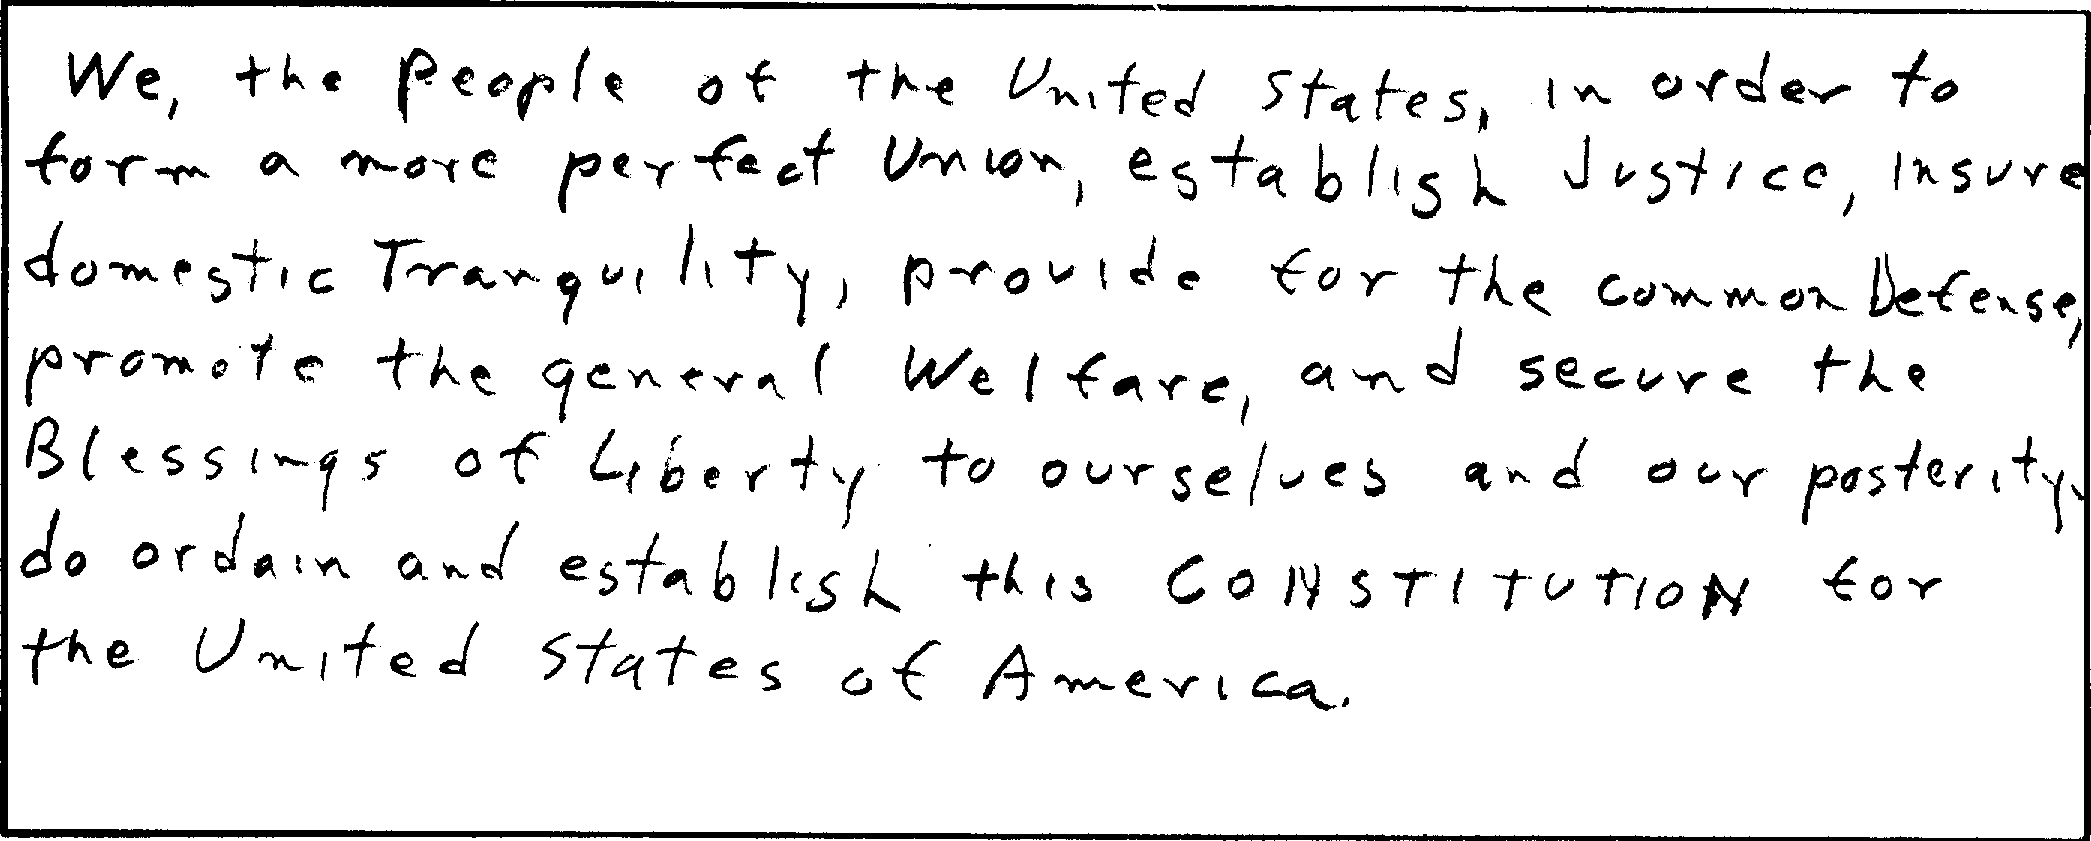 We, the People of the United States, in order to
form a more perfect Union, establish Justice, insure
domestic Tranquility, provide for the common Defense,
promote the general Welfare, and secure the
Blessings of Liberty to ourselves and our posterity,
do ordain and establish this CONSTITUTION for
the United States of America.